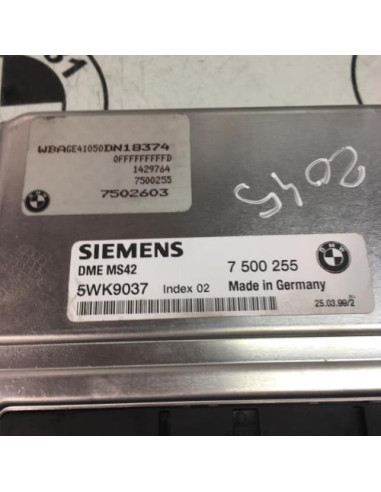 WBAGE41050DN18374
0FFFFFFFFFD
1429764
7500255
7502603
2045
SIEMENS
DME MS42
7 500 255
5WK9037 Index 02 Made in Germany
25.03.99/2